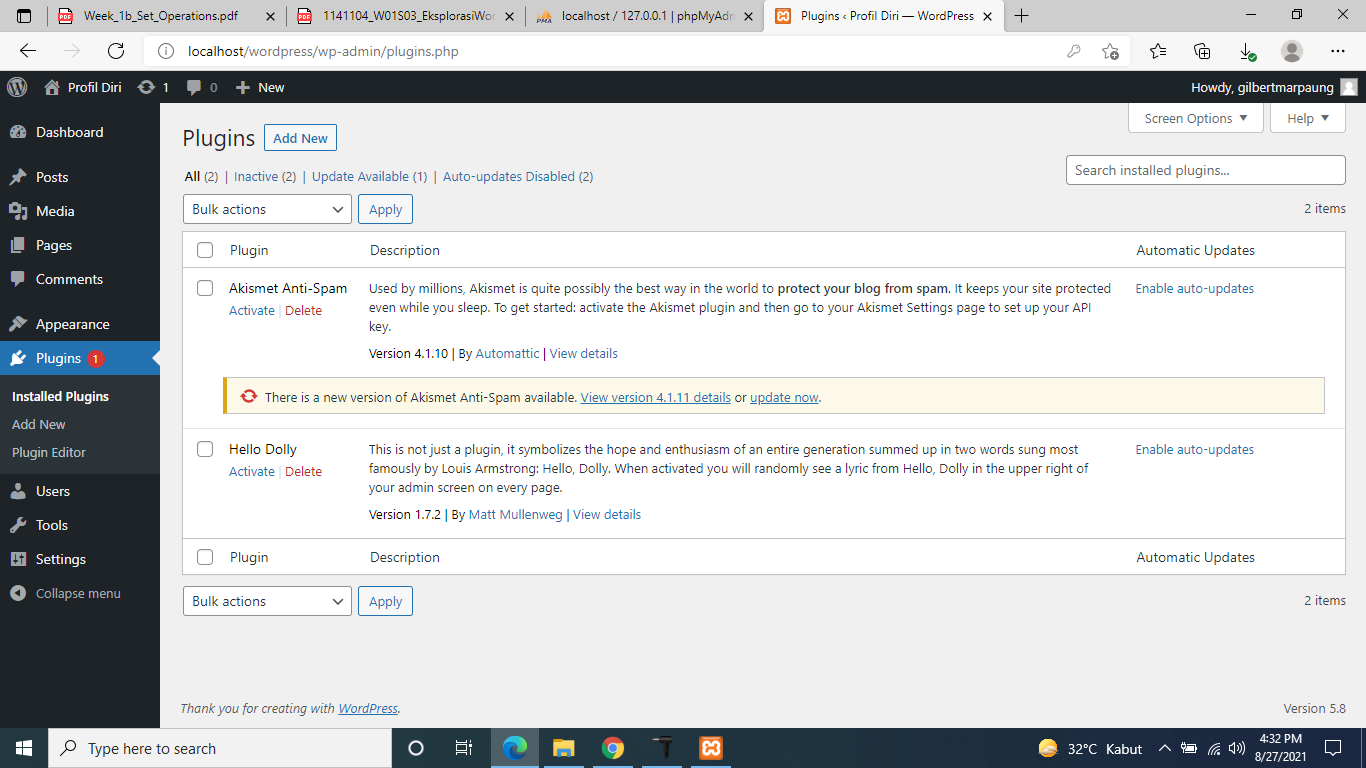 Week_1b_Set_Operations.pdf
1141104_W01S03_EksplorasiWor
localhost / 127.0.0.1 | phpMyAdm
Plugins ‹ Profil Diri — WordPress
localhost/wordpress/wp-admin/plugins.php
Profil Diri 1 0 New Howdy, gilbertmarpaung
Dashboard
Posts
Media
Pages
Comments
Appearance
Plugins 1
Installed Plugins
Add New
Plugin Editor
Users
Tools
Settings
Collapse menu
Screen Options Help
Plugins Add New
All (2) | Inactive (2) | Update Available (1) | Auto-updates Disabled (2)
Search installed plugins...
Bulk actions Apply 2 items
Plugin Description Automatic Updates
Akismet Anti-Spam
Activate | Delete
Used by millions, Akismet is quite possibly the best way in the world to protect your blog from spam. It keeps your site protected
even while you sleep. To get started: activate the Akismet plugin and then go to your Akismet Settings page to set up your API
key.
Version 4.1.10 | By Automattic | View details
Enable auto-updates
There is a new version of Akismet Anti-Spam available. View version 4.1.11 details or update now.
Hello Dolly
Activate | Delete
This is not just a plugin, it symbolizes the hope and enthusiasm of an entire generation summed up in two words sung most
famously by Louis Armstrong: Hello, Dolly. When activated you will randomly see a lyric from Hello, Dolly in the upper right of
your admin screen on every page.
Version 1.7.2 | By Matt Mullenweg | View details
Enable auto-updates
Plugin Description Automatic Updates
Bulk actions Apply 2 items
Thank you for creating with WordPress. Version 5.8
Type here to search
32°C Kabut
4:32 PM
8/27/2021